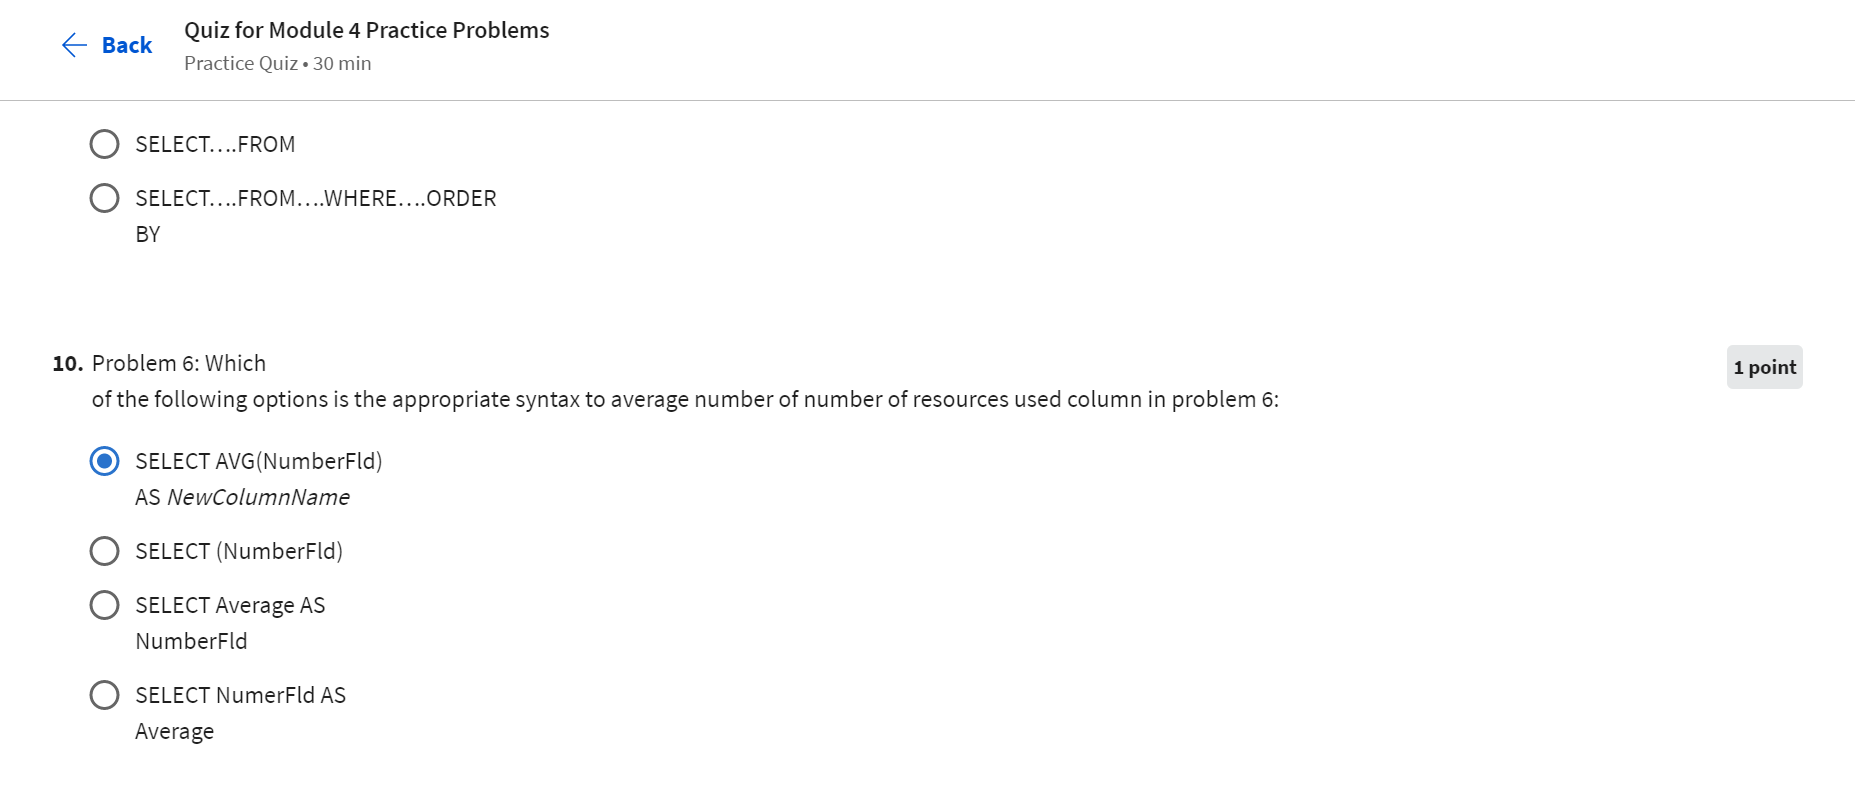 Back
Quiz for Module 4 Practice Problems
Practice Quiz • 30 min
SELECT….FROM
SELECT….FROM….WHERE….ORDER
BY
10. Problem 6: Which
1 point
of the following options is the appropriate syntax to average number of number of resources used column in problem 6:
SELECT AVG(NumberFld)
AS NewColumnName
SELECT (NumberFld)
SELECT Average AS
NumberFld
SELECT NumerFld AS
Average